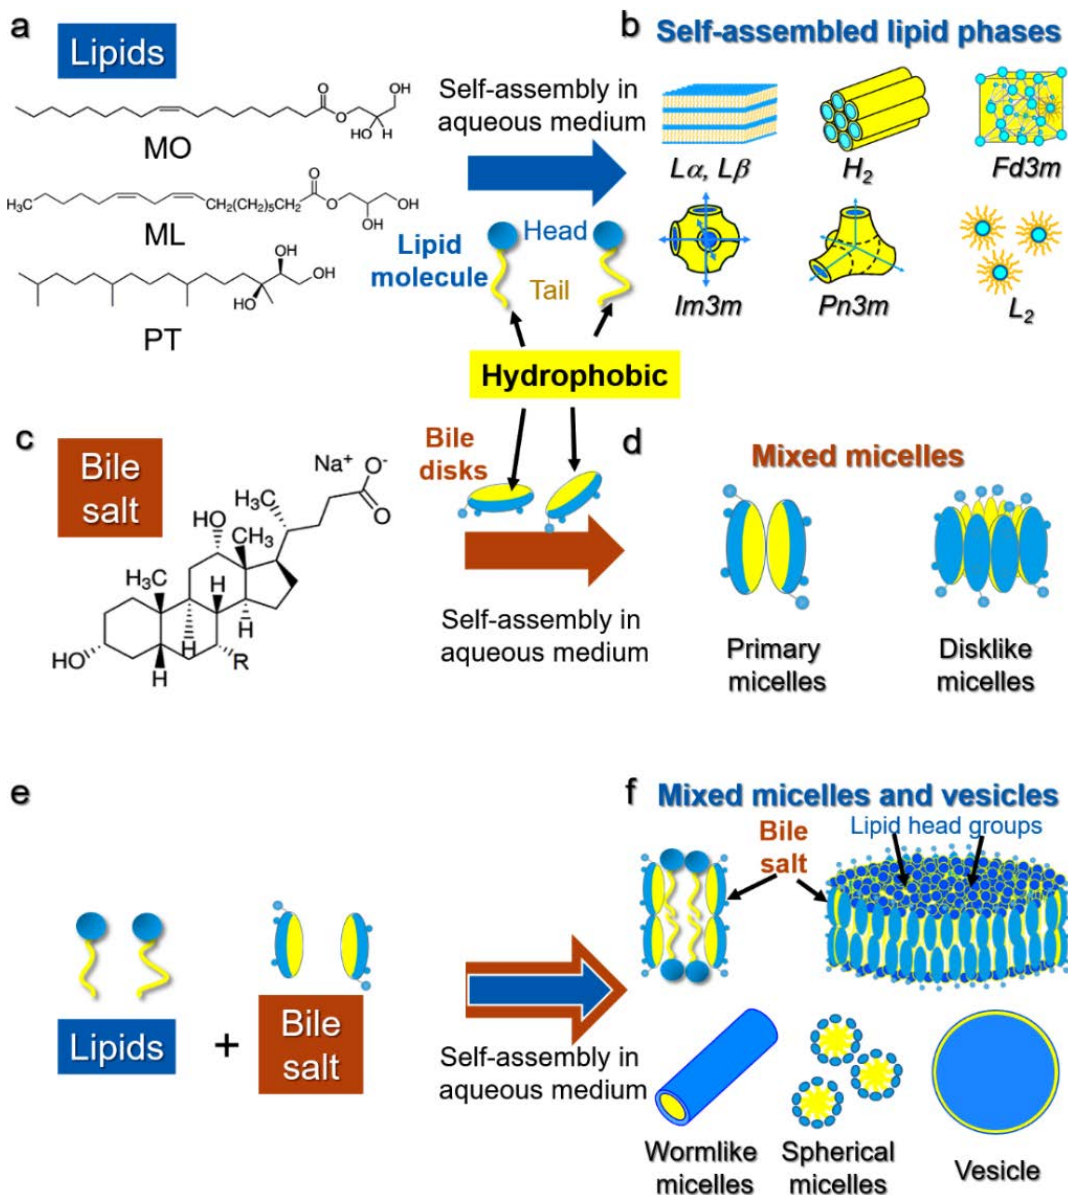 a
Lipids
HO
OH
O
O
HO
H
MO
H₃C
CH₂(CH₂)₅CH₂
O
O
OH
OH
ML
OH
OH
HO
PT
Self-assembly in
aqueous medium
Lipid
molecule
Head
Tail
b
Self-assembled lipid phases
Lα, Lβ
H₂
Fd3m
Im3m
Pn3m
L₂
Hydrophobic
c
Bile
salt
Na⁺
O⁻
O
H₃C
HO
CH₃
H₃C
H
H
H
HO
H
R
Bile
disks
Self-assembly in
aqueous medium
d
Mixed micelles
Primary
micelles
Disklike
micelles
e
Lipids
+
Bile
salt
Self-assembly in
aqueous medium
f
Mixed micelles and vesicles
Bile
salt
Lipid head groups
Wormlike
micelles
Spherical
micelles
Vesicle